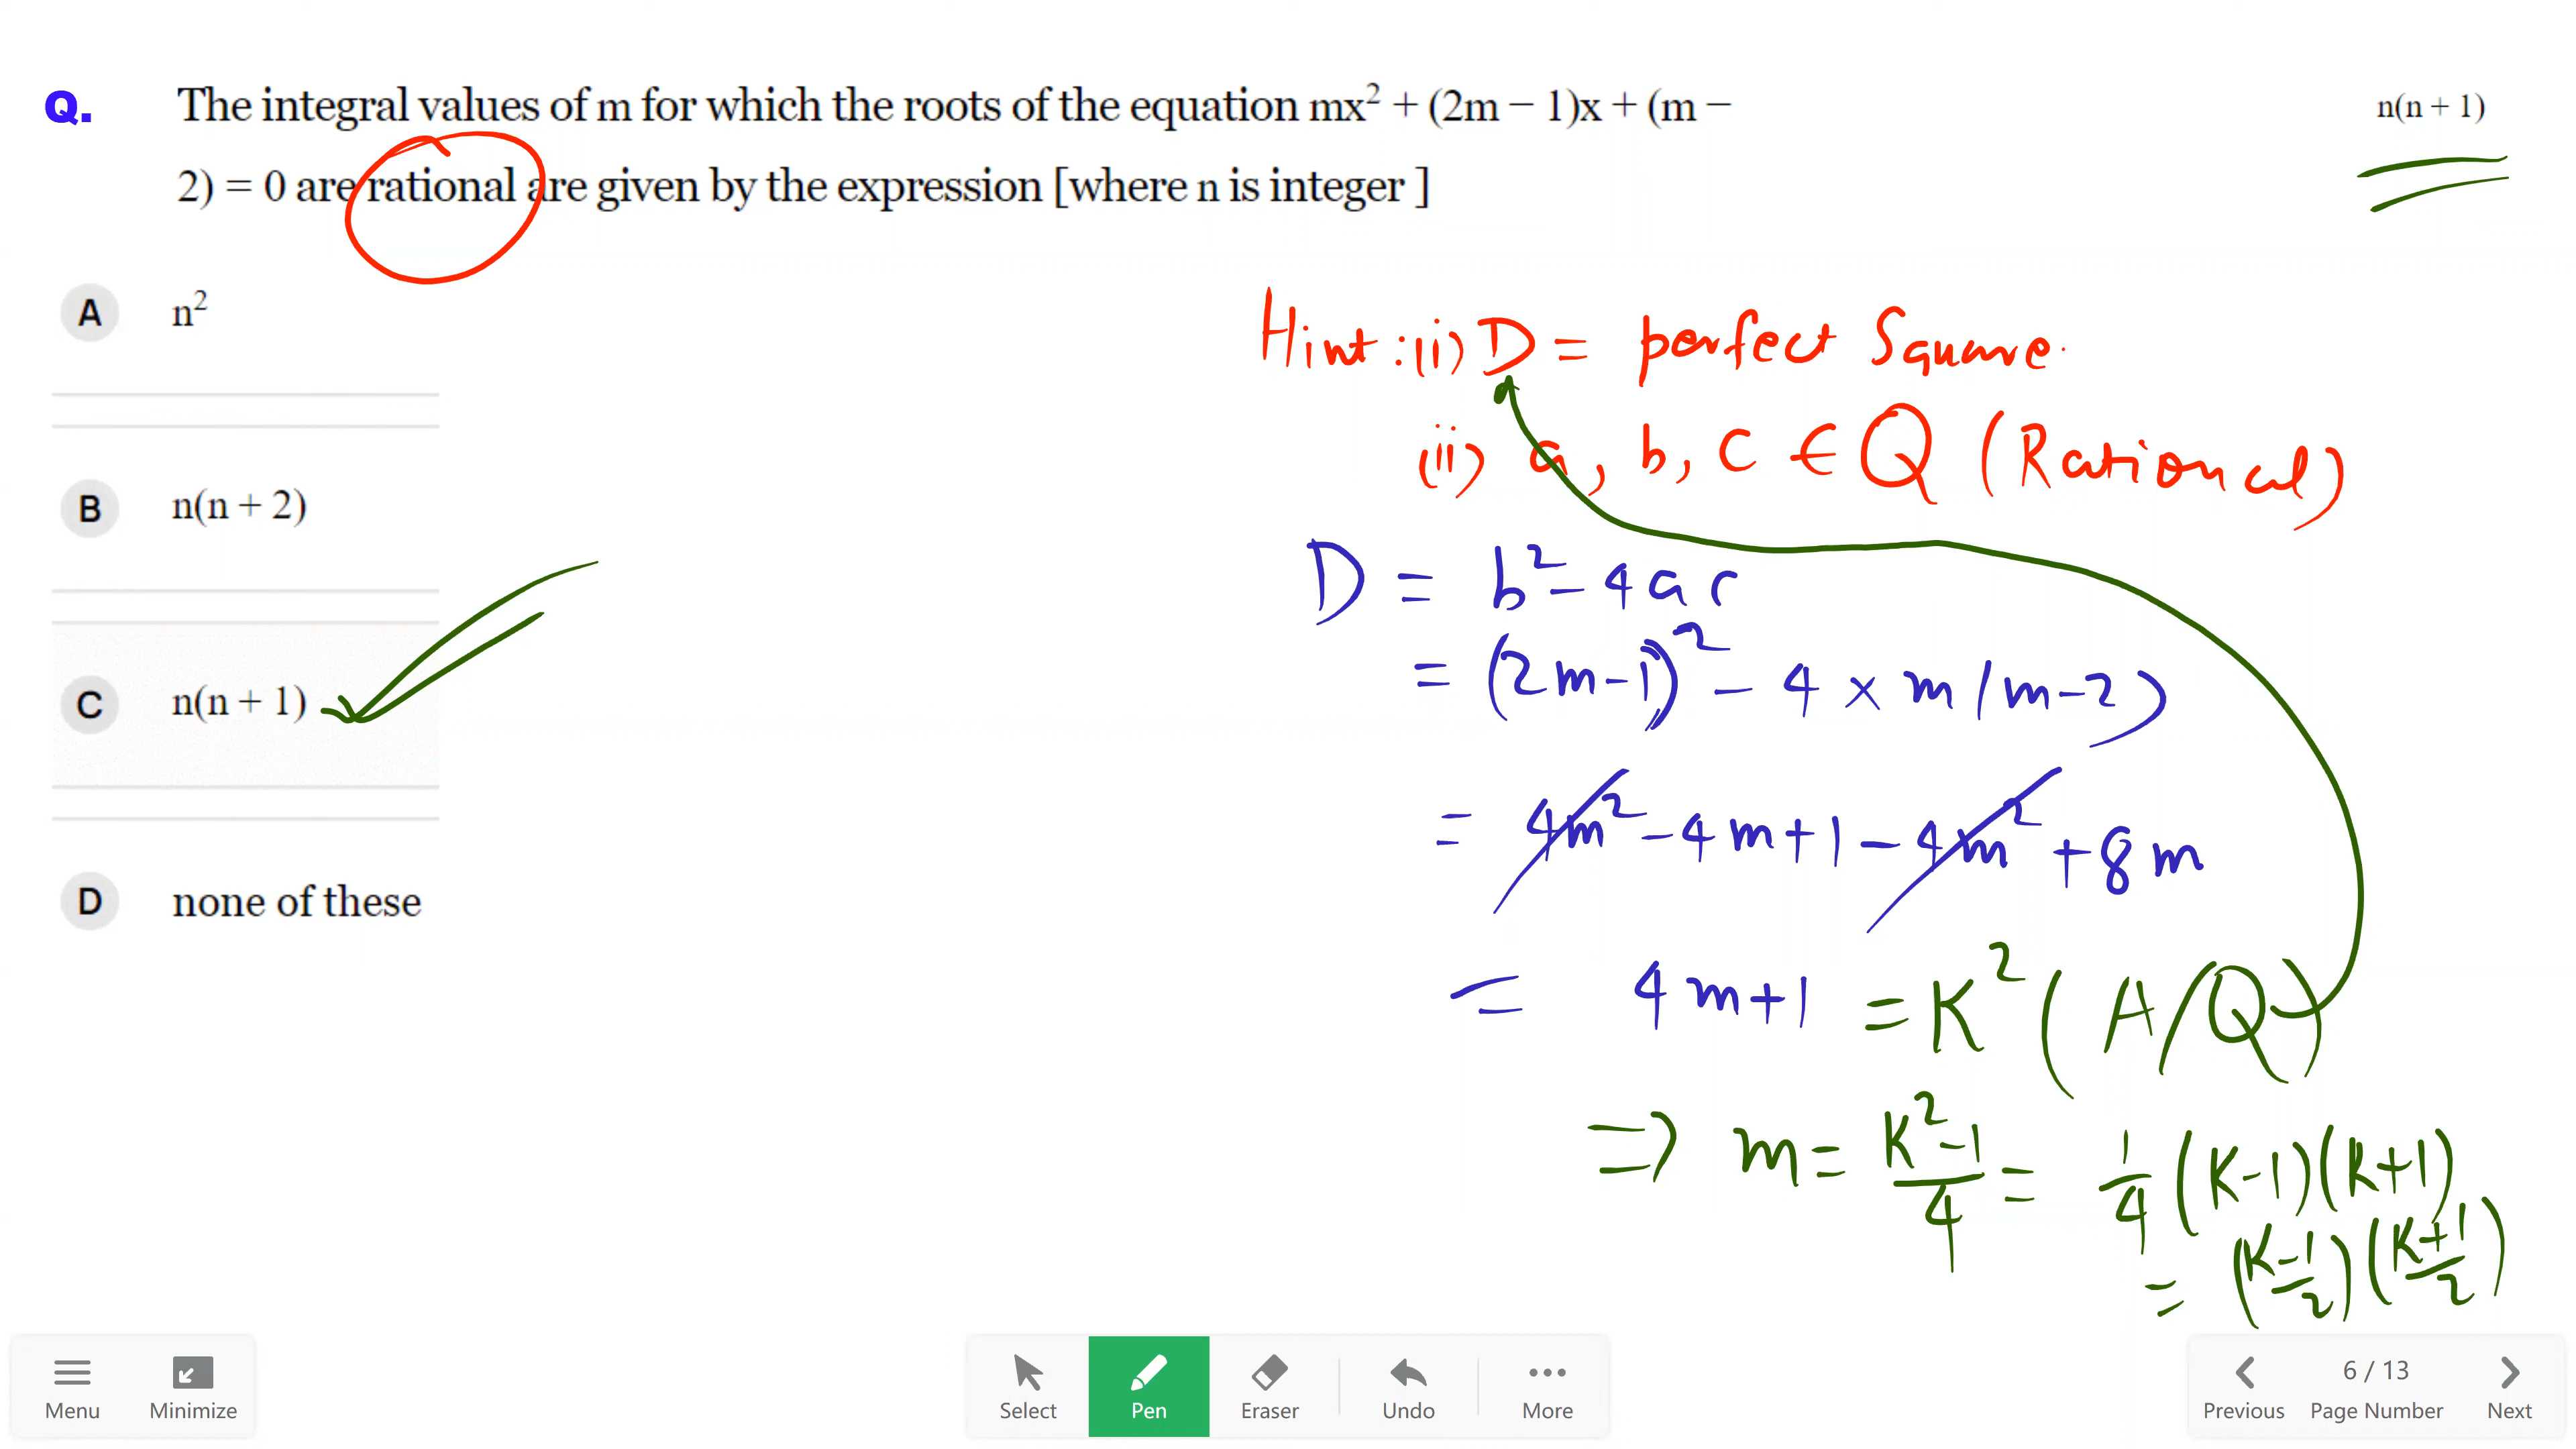 Q. The integral values of m for which the roots of the equation mx² + (2m − 1)x + (m −
2) = 0 are rational are given by the expression [where n is integer ]
n(n + 1)
A n²
B n(n + 2)
C n(n + 1)
D none of these
Hint : (i) D = perfect Square.
(ii) a, b, c ∈ Q (Rational)
D = b² − 4ac
= (2m−1)² − 4 × m(m−2)
= 4m² − 4m + 1 − 4m² + 8m
= 4m+1 = K² (A/Q)
⇒ m = K²−1/4 = 1/4 (K−1)(K+1)
= (K−1/2)(K+1/2)
Menu
Minimize
Select
Pen
Eraser
Undo
More
Previous
6 / 13
Page Number
Next